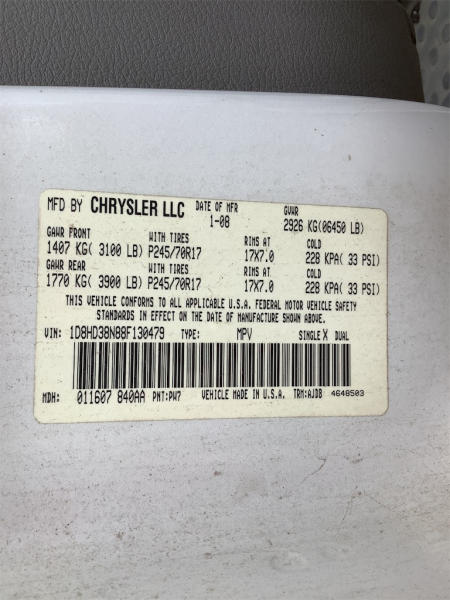 MFD BY CHRYSLER LLC DATE OF MFR 1-08 GVWR 2926 KG(06450 LB)
GAWR FRONT WITH TIRES RIMS AT COLD
1407 KG( 3100 LB) P245/70R17 17X7.0 228 KPA( 33 PSI)
GAWR REAR WITH TIRES RIMS AT COLD
1770 KG( 3900 LB) P245/70R17 17X7.0 228 KPA( 33 PSI)
THIS VEHICLE CONFORMS TO ALL APPLICABLE U.S.A. FEDERAL MOTOR VEHICLE SAFETY
STANDARDS IN EFFECT ON THE DATE OF MANUFACTURE SHOWN ABOVE.
VIN: 1D8HD38N88F130479 TYPE: MPV SINGLE X DUAL
MDH: 011607 840AA PNT:PW7 VEHICLE MADE IN U.S.A. TRM:AJDB 4648503